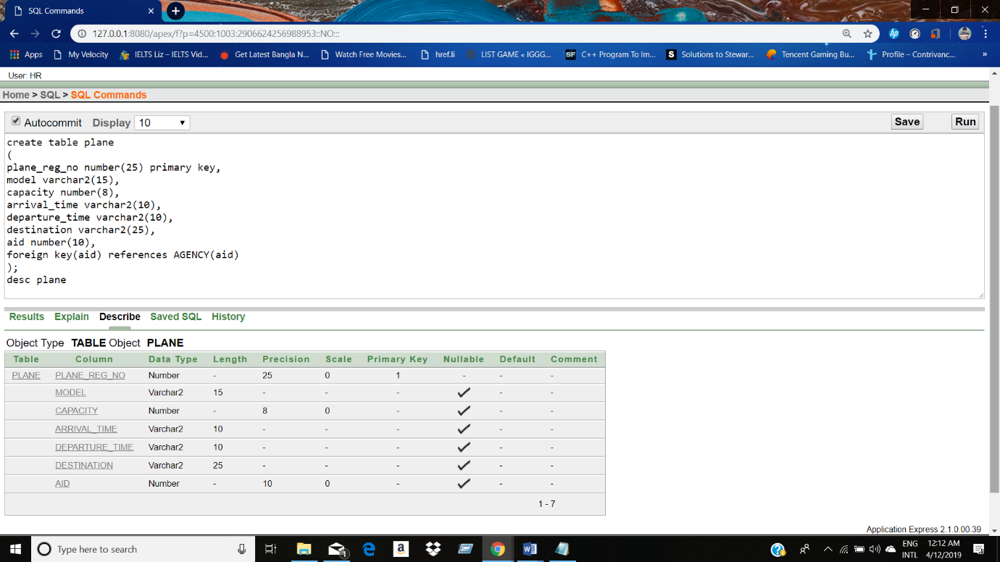 SQL Commands
127.0.0.1:8080/apex/f?p=4500:1003:2906624256988953::NO:::
Apps My Velocity IELTS Liz – IELTS Vid... Get Latest Bangla N... Watch Free Movies... href.li LIST GAME « IGGG... SF C++ Program To Im... S Solutions to Stewar... Tencent Gaming Bu... Profile – Contrivanc... »
User: HR
Home > SQL > SQL Commands
Autocommit Display 10 Save Run
create table plane
(
plane_reg_no number(25) primary key,
model varchar2(15),
capacity number(8),
arrival_time varchar2(10),
departure_time varchar2(10),
destination varchar2(25),
aid number(10),
foreign key(aid) references AGENCY(aid)
);
desc plane
Results Explain Describe Saved SQL History
Object Type TABLE Object PLANE
Table Column Data Type Length Precision Scale Primary Key Nullable Default Comment
PLANE PLANE_REG_NO Number - 25 0 1 - - -
MODEL Varchar2 15 - - - ✓ - -
CAPACITY Number - 8 0 - ✓ - -
ARRIVAL_TIME Varchar2 10 - - - ✓ - -
DEPARTURE_TIME Varchar2 10 - - - ✓ - -
DESTINATION Varchar2 25 - - - ✓ - -
AID Number - 10 0 - ✓ - -
1 - 7
Application Express 2.1.0.00.39
Type here to search
1
ENG 12:12 AM
INTL 4/12/2019